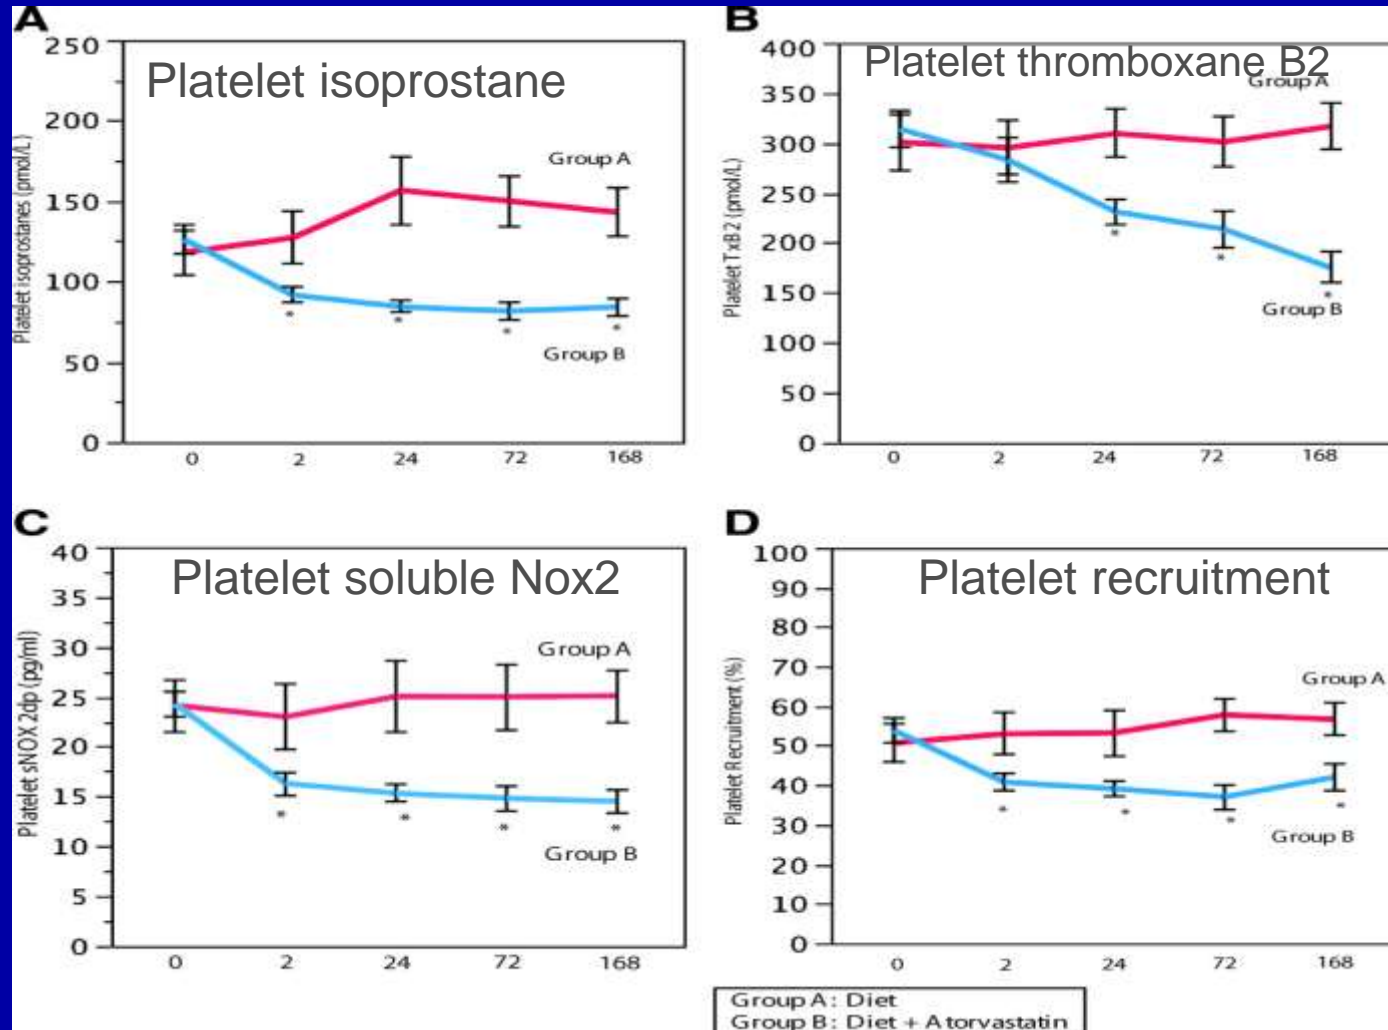 A
Platelet isoprostane
Platelet isoprostanes (pmol/L)
250
200
150
100
50
0
Group A
Group B
*
*
*
*
0 2 24 72 168
B
Platelet thromboxane B2
Platelet TxB2 (pmol/L)
400
350
300
250
200
150
100
50
0
Group A
Group B
*
*
*
0 2 24 72 168
C
Platelet soluble Nox2
Platelet sNOX 2dp (pg/ml)
40
35
30
25
20
15
10
5
0
Group A
Group B
*
*
*
*
0 2 24 72 168
D
Platelet recruitment
Platelet Recruitment (%)
100
90
80
70
60
50
40
30
20
10
0
Group A
Group B
*
*
*
*
0 2 24 72 168
Group A: Diet
Group B: Diet + Atorvastatin